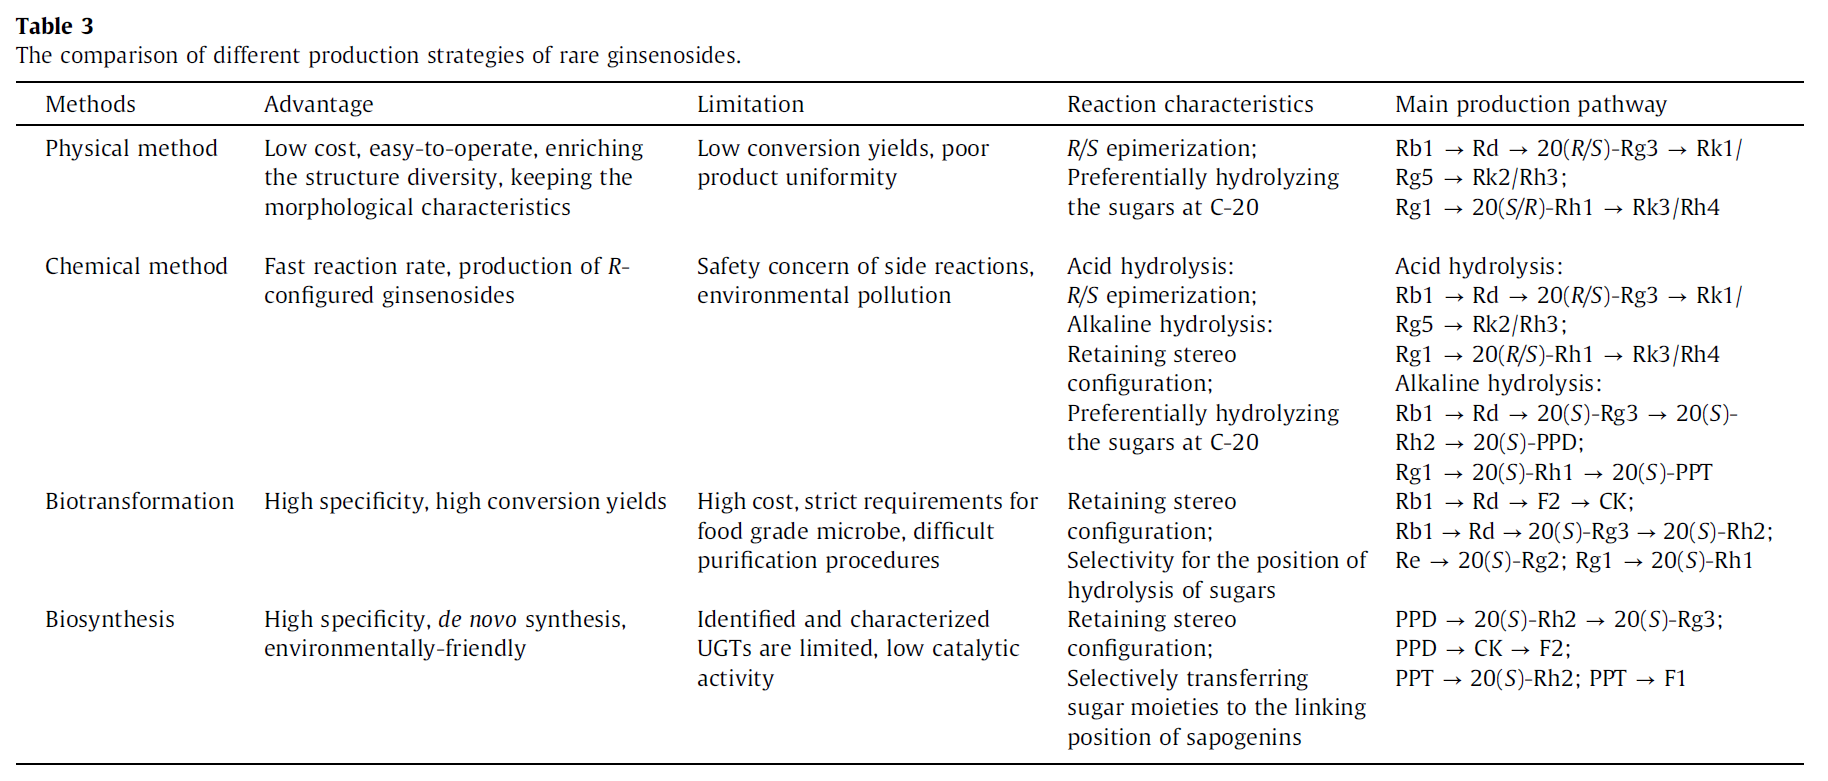 Table 3
The comparison of different production strategies of rare ginsenosides.
Methods Advantage Limitation Reaction characteristics Main production pathway
Physical method Low cost, easy-to-operate, enriching Low conversion yields, poor R/S epimerization; Rb1 → Rd → 20(R/S)-Rg3 → Rk1/
the structure diversity, keeping the product uniformity Preferentially hydrolyzing Rg5 → Rk2/Rh3;
morphological characteristics the sugars at C-20 Rg1 → 20(S/R)-Rh1 → Rk3/Rh4
Chemical method Fast reaction rate, production of R- Safety concern of side reactions, Acid hydrolysis: Acid hydrolysis:
configured ginsenosides environmental pollution R/S epimerization; Rb1 → Rd → 20(R/S)-Rg3 → Rk1/
Alkaline hydrolysis: Rg5 → Rk2/Rh3;
Retaining stereo Rg1 → 20(R/S)-Rh1 → Rk3/Rh4
configuration; Alkaline hydrolysis:
Preferentially hydrolyzing Rb1 → Rd → 20(S)-Rg3 → 20(S)-
the sugars at C-20 Rh2 → 20(S)-PPD;
Rg1 → 20(S)-Rh1 → 20(S)-PPT
Biotransformation High specificity, high conversion yields High cost, strict requirements for Retaining stereo Rb1 → Rd → F2 → CK;
food grade microbe, difficult configuration; Rb1 → Rd → 20(S)-Rg3 → 20(S)-Rh2;
purification procedures Selectivity for the position of Re → 20(S)-Rg2; Rg1 → 20(S)-Rh1
hydrolysis of sugars
Biosynthesis High specificity, de novo synthesis, Identified and characterized Retaining stereo PPD → 20(S)-Rh2 → 20(S)-Rg3;
environmentally-friendly UGTs are limited, low catalytic configuration; PPD → CK → F2;
activity Selectively transferring PPT → 20(S)-Rh2; PPT → F1
sugar moieties to the linking
position of sapogenins